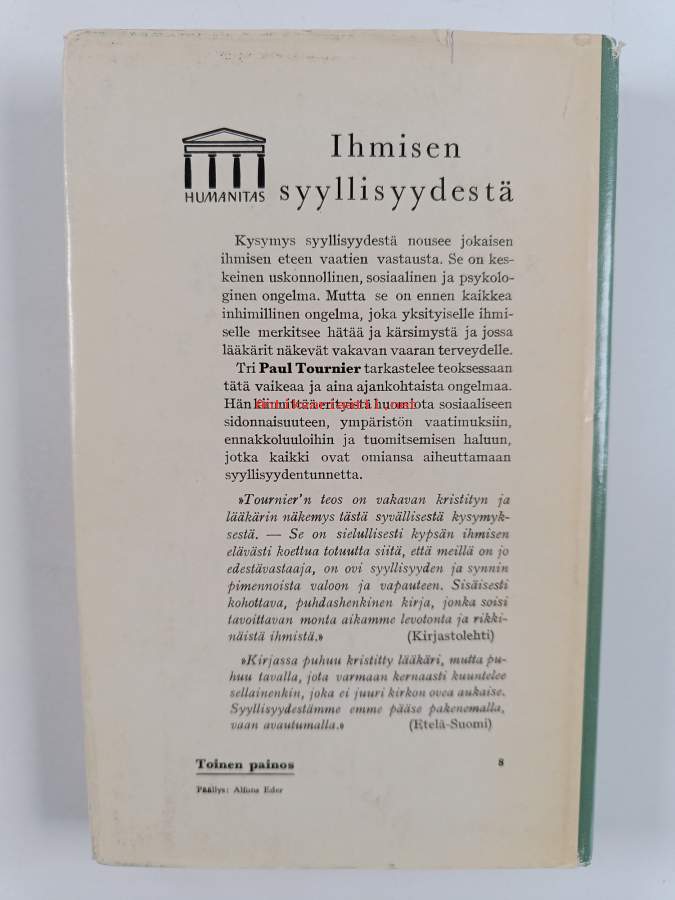 Ihmisen
HUMANITAS
syyllisyydestä
Kysymys syyllisyydestä nousee jokaisen
ihmisen eteen vaatien vastausta. Se on kes-
keinen uskonnollinen, sosiaalinen ja psykolo-
ginen ongelma. Mutta se on ennen kaikkea
inhimillinen ongelma, joka yksityiselle ihmi-
selle merkitsee hätää ja kärsimystä ja jossa
lääkärit näkevät vakavan vaaran terveydelle.
Tri Paul Tournier tarkastelee teoksessaan
tätä vaikeaa ja aina ajankohtaista ongelmaa.
Hän kiinnittää erityistä huomiota sosiaaliseen
sidonnaisuuteen, ympäristön vaatimuksiin,
ennakkoluuloihin ja tuomitsemisen haluun,
jotka kaikki ovat omiansa aiheuttamaan
syyllisyydentunnetta.
»Tournier'n teos on vakavan kristityn ja
lääkärin näkemys tästä syvällisestä kysymyk-
sestä. — Se on sielullisesti kypsän ihmisen
elävästi koettua totuutta siitä, että meillä on jo
edestävastaaja, on ovi syyllisyyden ja synnin
pimennoista valoon ja vapauteen. Sisäisesti
kohottava, puhdashenkinen kirja, jonka soisi
tavoittavan monta aikamme levotonta ja rikki-
näistä ihmistä.» (Kirjastolehti)
»Kirjassa puhuu kristitty lääkäri, mutta pu-
huu tavalla, jota varmaan kernaasti kuuntelee
sellainenkin, joka ei juuri kirkon ovea aukaise.
Syyllisyydestämme emme pääse pakenemalla,
vaan avautumalla.» (Etelä-Suomi)
Toinen painos 8
Päällys: Alfons Eder